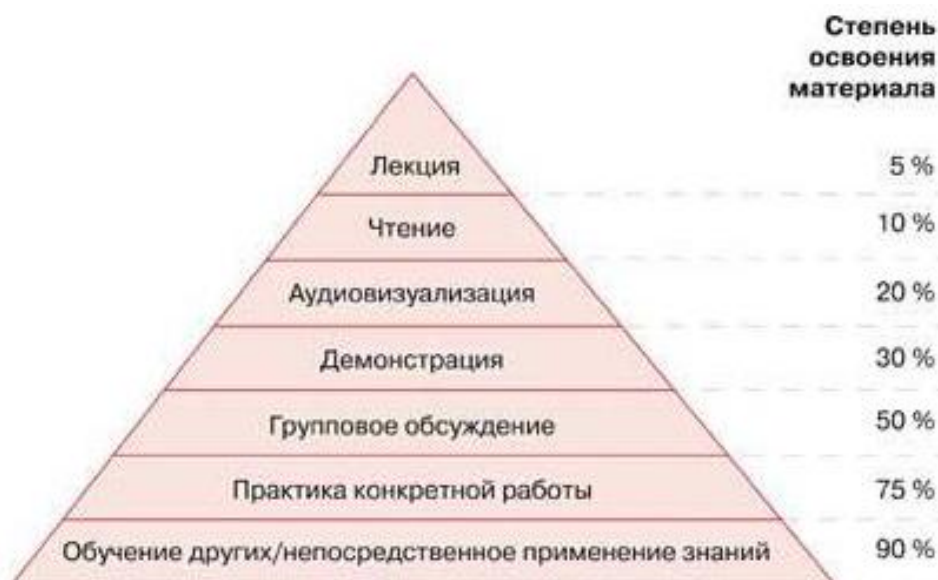 Степень
освоения
материала
Лекция 5 %
Чтение 10 %
Аудиовизуализация 20 %
Демонстрация 30 %
Групповое обсуждение 50 %
Практика конкретной работы 75 %
Обучение других/непосредственное применение знаний 90 %